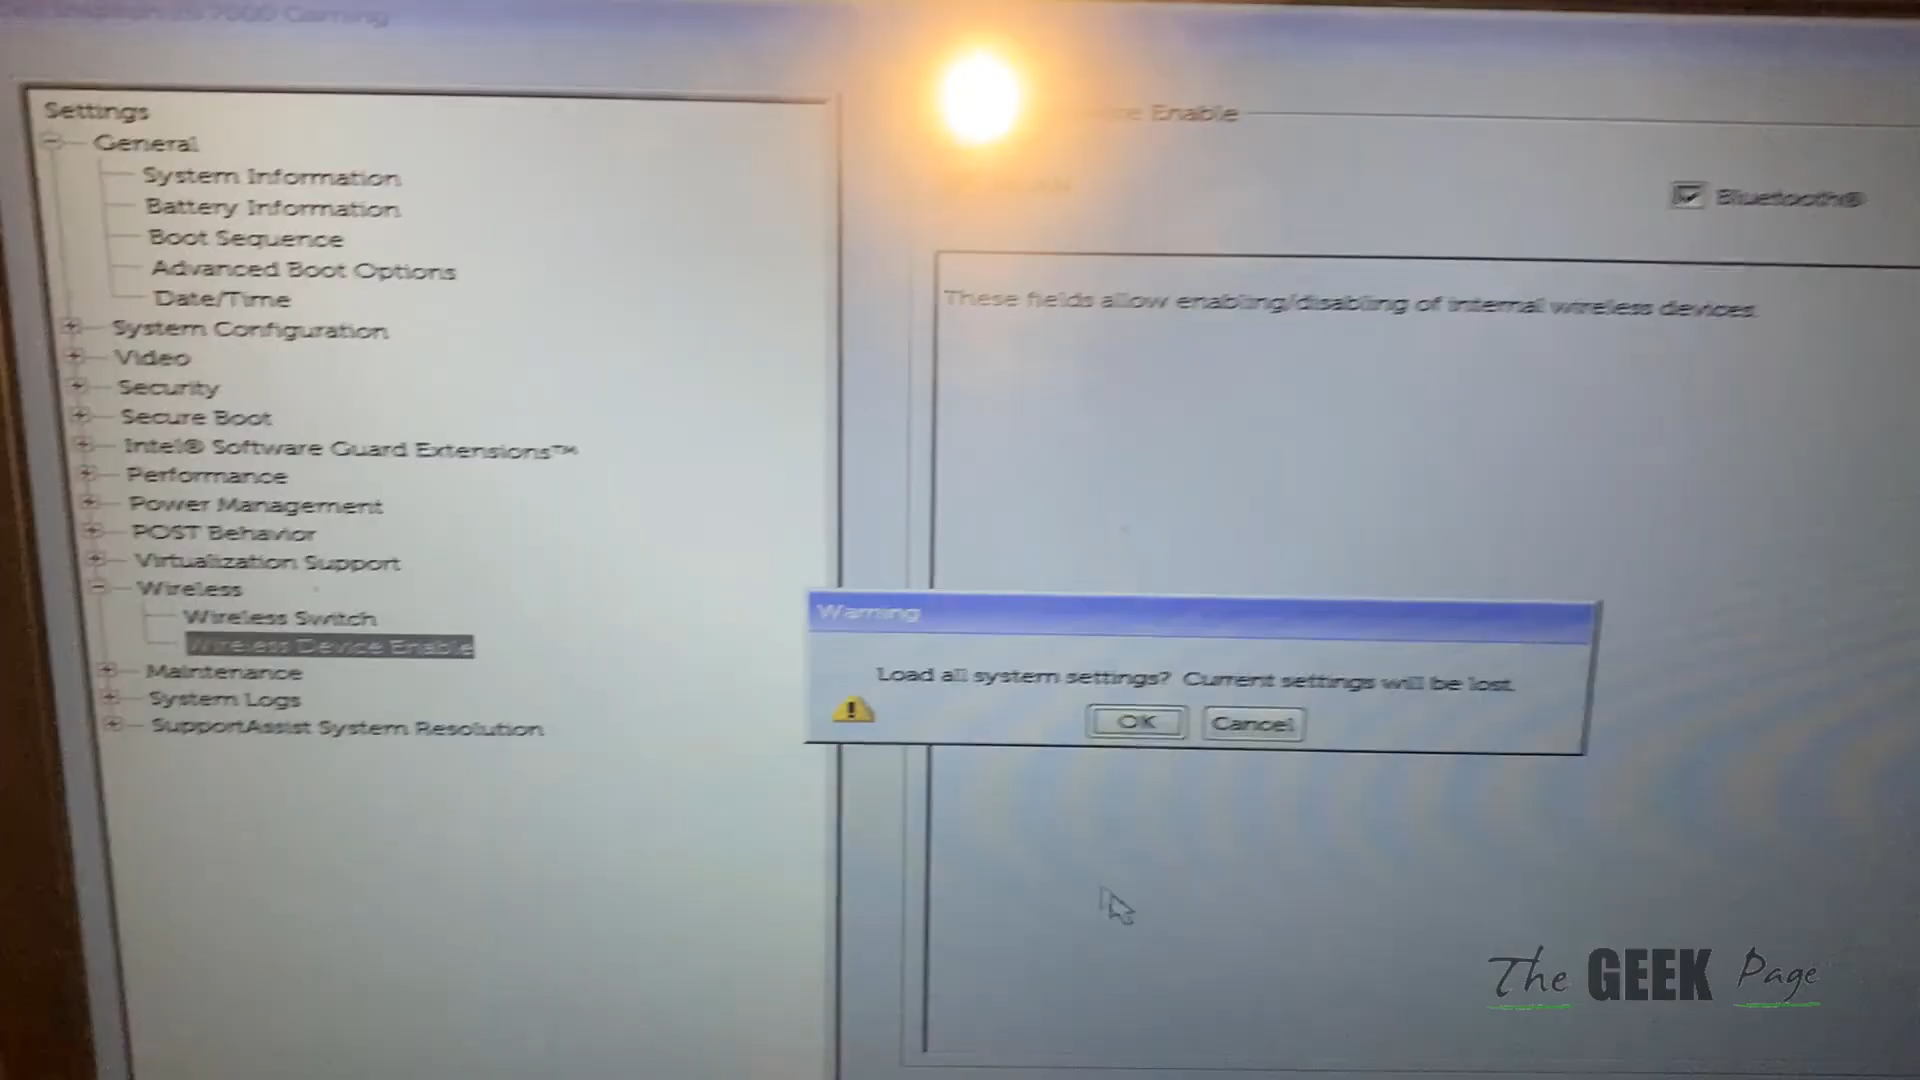 7000 Gaming
Settings
General
System Information
Battery Information
Boot Sequence
Advanced Boot Options
Date/Time
System Configuration
Video
Security
Secure Boot
Intel® Software Guard Extensions™
Performance
Power Management
POST Behavior
Virtualization Support
Wireless
Wireless Switch
Wireless Device Enable
Maintenance
System Logs
SupportAssist System Resolution
Enable
Bluetooth®
These fields allow enabling/disabling of internal wireless devices.
Warning
Load all system settings? Current settings will be lost.
OK
Cancel
The GEEK Page